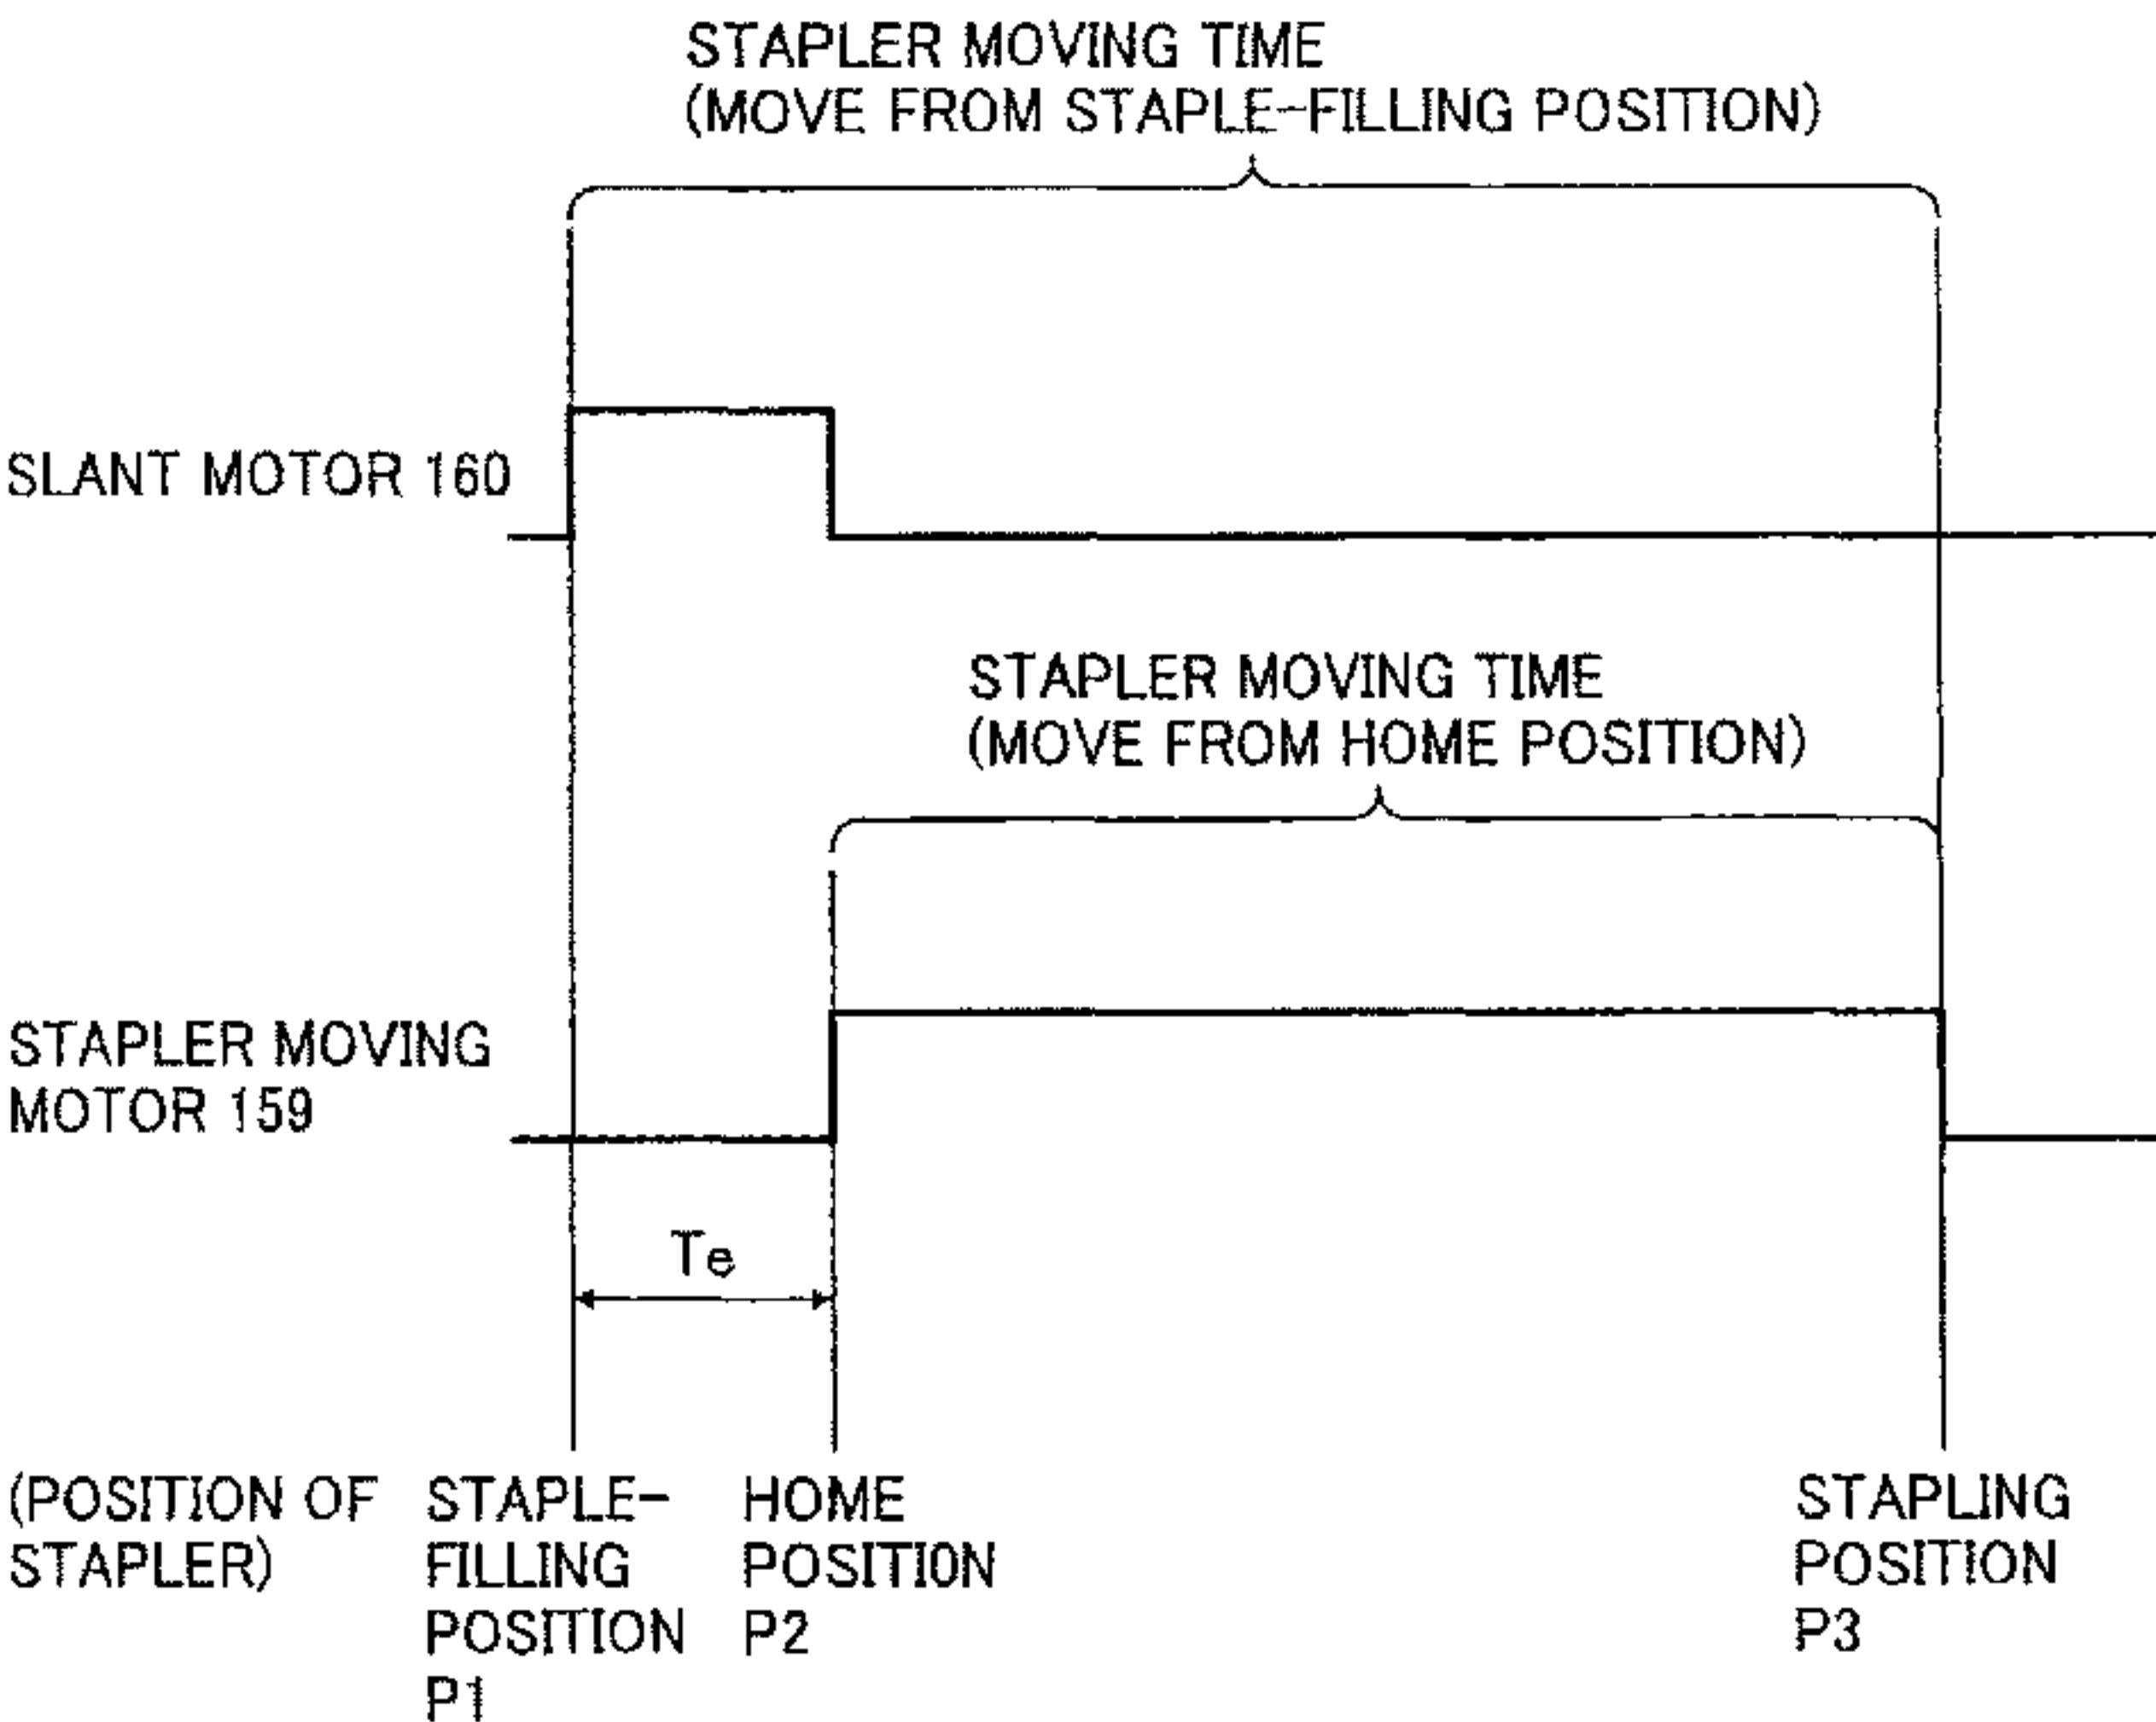 STAPLER MOVING TIME
(MOVE FROM STAPLE-FILLING POSITION)
SLANT MOTOR 160
STAPLER MOVING TIME
(MOVE FROM HOME POSITION)
STAPLER MOVING
MOTOR 159
Te
(POSITION OF
STAPLER)
STAPLE-
FILLING
POSITION
P1
HOME
POSITION
P2
STAPLING
POSITION
P3